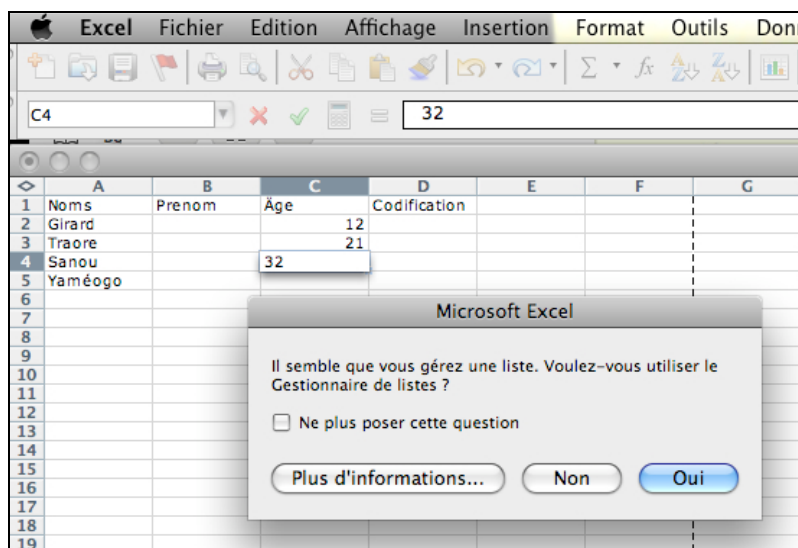 Excel Fichier Edition Affichage Insertion Format Outils Don
C4 32
A B C D E F G
1 Noms Prenom Äge Codification
2 Girard 12
3 Traore 21
4 Sanou 32
5 Yaméogo
6
7
8
9
10
11
12
13
14
15
16
17
18
19
Microsoft Excel
Il semble que vous gérez une liste. Voulez-vous utiliser le
Gestionnaire de listes ?
Ne plus poser cette question
Plus d'informations... Non Oui